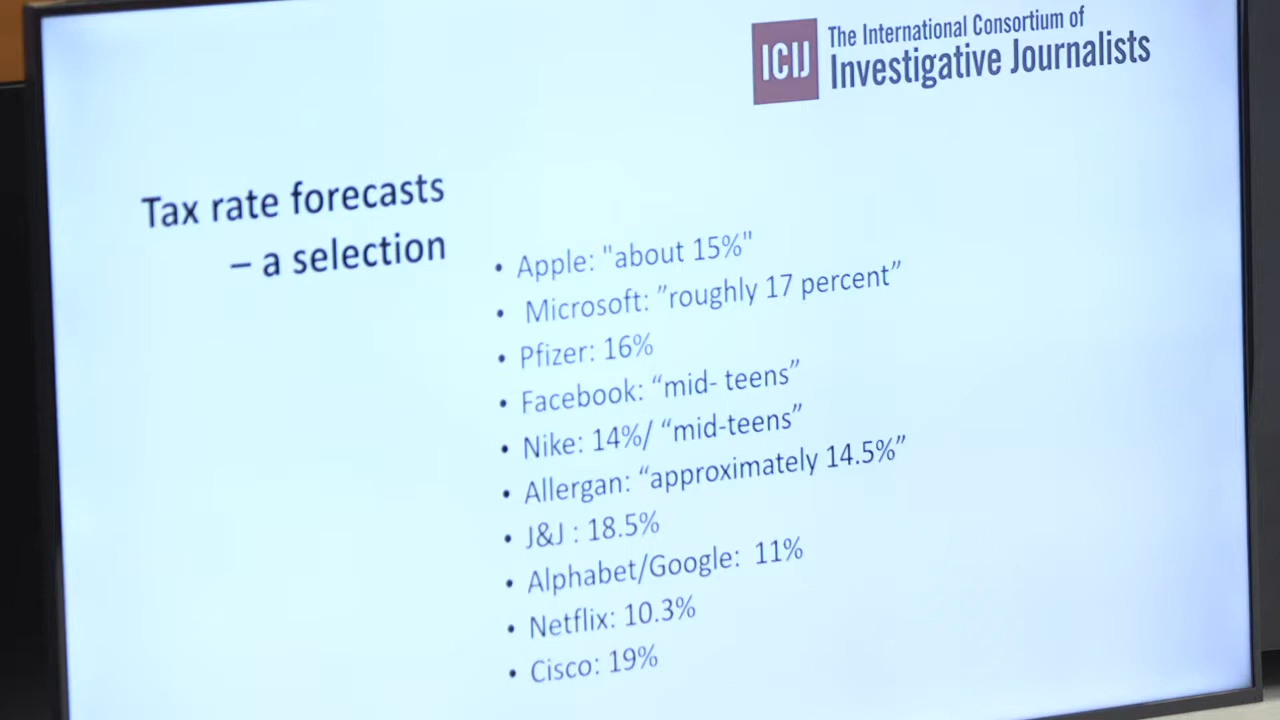 ICIJ
The International Consortium of
Investigative Journalists
Tax rate forecasts
– a selection
• Apple: "about 15%"
• Microsoft: ”roughly 17 percent”
• Pfizer: 16%
• Facebook: “mid- teens”
• Nike: 14%/ “mid-teens”
• Allergan: “approximately 14.5%”
• J&J : 18.5%
• Alphabet/Google: 11%
• Netflix: 10.3%
• Cisco: 19%